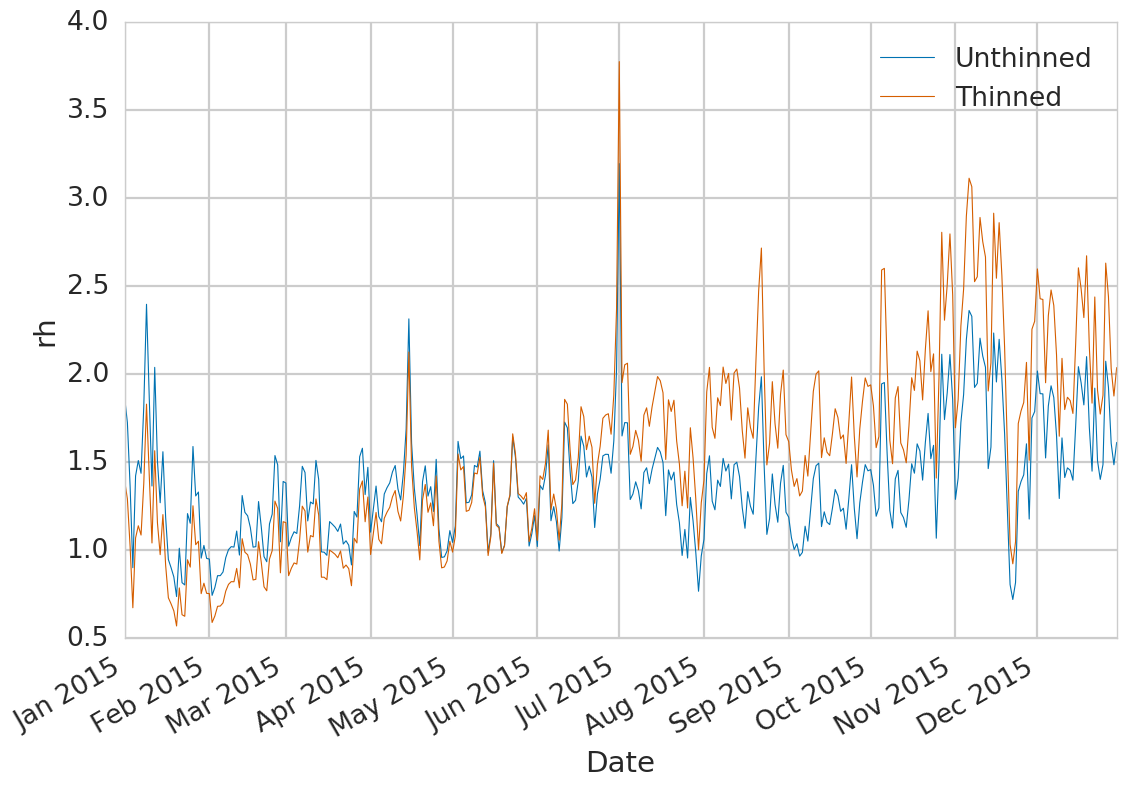 4.0
3.5
3.0
2.5
2.0
1.5
1.0
0.5
rh
Unthinned
Thinned
Jan 2015
Feb 2015
Mar 2015
Apr 2015
May 2015
Jun 2015
Jul 2015
Aug 2015
Sep 2015
Oct 2015
Nov 2015
Dec 2015
Date